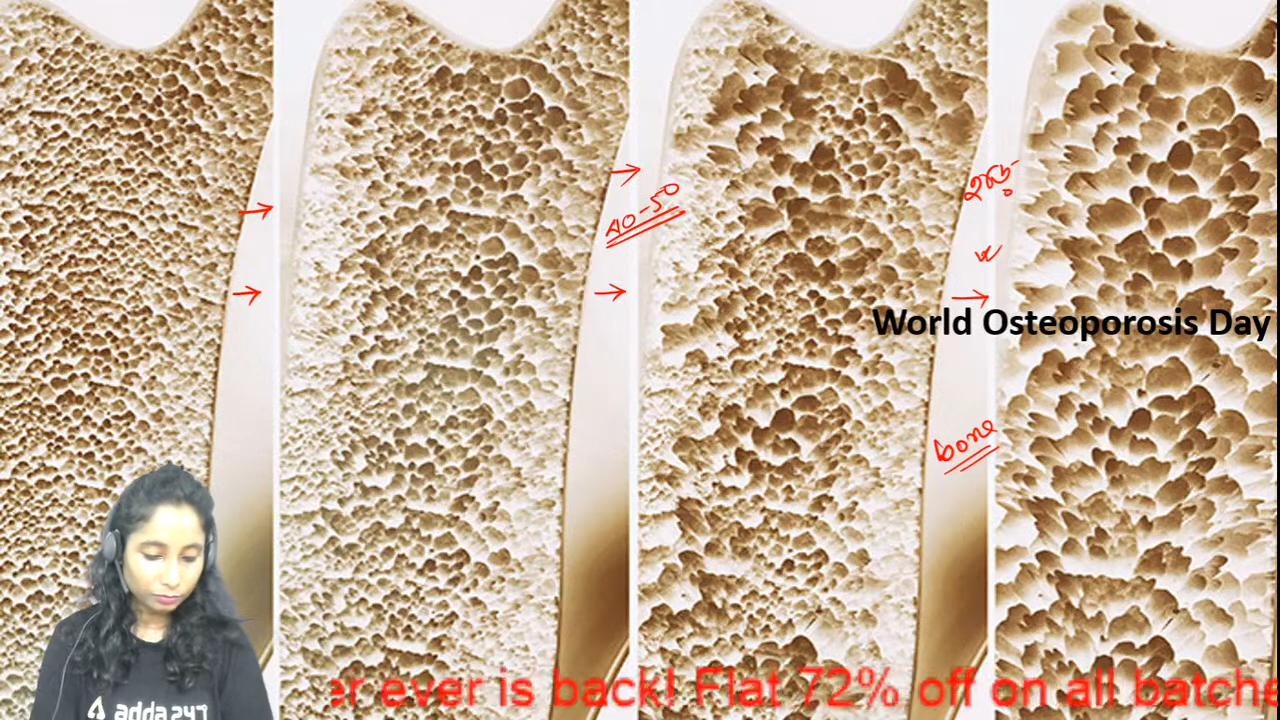 40-50
World Osteoporosis Day
bone
er ever is back! Flat 72% off on all batche
adda247